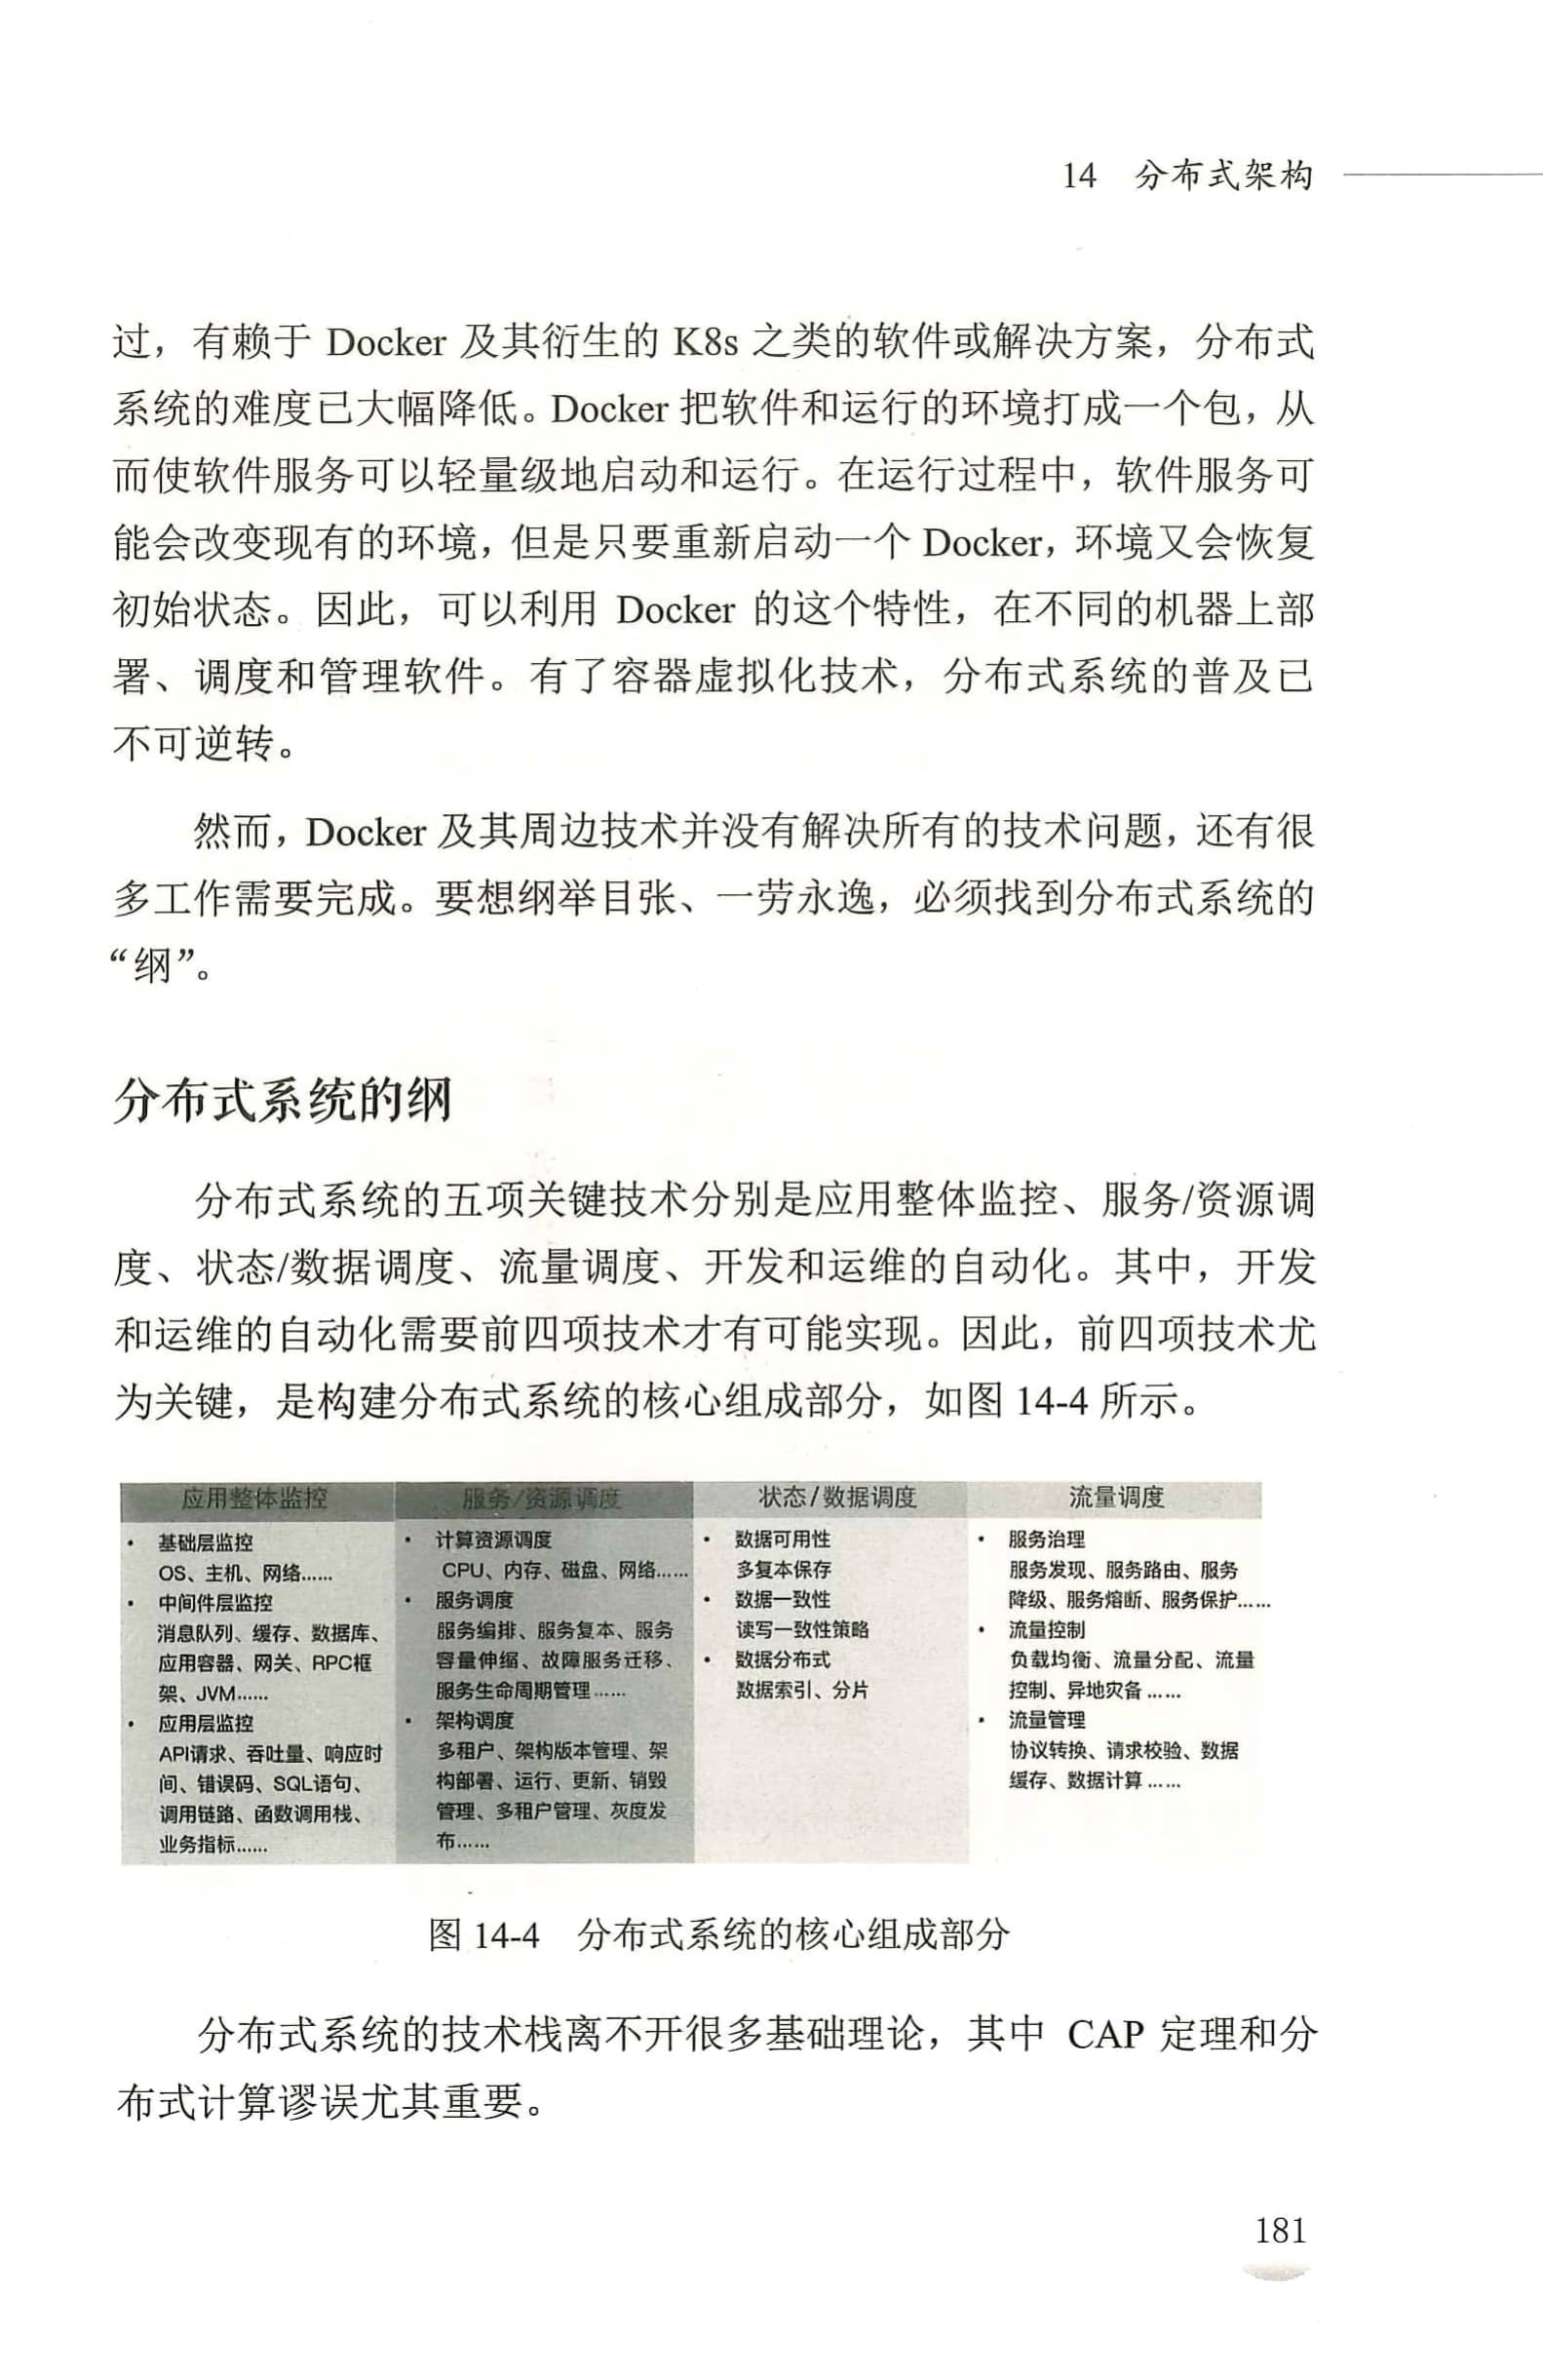 14 分布式架构
过，有赖于 Docker 及其衍生的 K8s 之类的软件或解决方案，分布式
系统的难度已大幅降低。Docker 把软件和运行的环境打成一个包，从
而使软件服务可以轻量级地启动和运行。在运行过程中，软件服务可
能会改变现有的环境，但是只要重新启动一个 Docker，环境又会恢复
初始状态。因此，可以利用 Docker 的这个特性，在不同的机器上部
署、调度和管理软件。有了容器虚拟化技术，分布式系统的普及已
不可逆转。
然而，Docker 及其周边技术并没有解决所有的技术问题，还有很
多工作需要完成。要想纲举目张、一劳永逸，必须找到分布式系统的
“纲”。
分布式系统的纲
分布式系统的五项关键技术分别是应用整体监控、服务/资源调
度、状态/数据调度、流量调度、开发和运维的自动化。其中，开发
和运维的自动化需要前四项技术才有可能实现。因此，前四项技术尤
为关键，是构建分布式系统的核心组成部分，如图 14-4 所示。
应用整体监控
• 基础层监控
OS、主机、网络……
• 中间件层监控
消息队列、缓存、数据库、
应用容器、网关、RPC框
架、JVM……
• 应用层监控
API请求、吞吐量、响应时
间、错误码、SQL语句、
调用链路、函数调用栈、
业务指标……
服务/资源调度
• 计算资源调度
CPU、内存、磁盘、网络……
• 服务调度
服务编排、服务复本、服务
容量伸缩、故障服务迁移、
服务生命周期管理……
• 架构调度
多租户、架构版本管理、架
构部署、运行、更新、销毁
管理、多租户管理、灰度发
布……
状态/数据调度
• 数据可用性
多复本保存
• 数据一致性
读写一致性策略
• 数据分布式
数据索引、分片
流量调度
• 服务治理
服务发现、服务路由、服务
降级、服务熔断、服务保护……
• 流量控制
负载均衡、流量分配、流量
控制、异地灾备……
• 流量管理
协议转换、请求校验、数据
缓存、数据计算……
图 14-4 分布式系统的核心组成部分
分布式系统的技术栈离不开很多基础理论，其中 CAP 定理和分
布式计算谬误尤其重要。
181